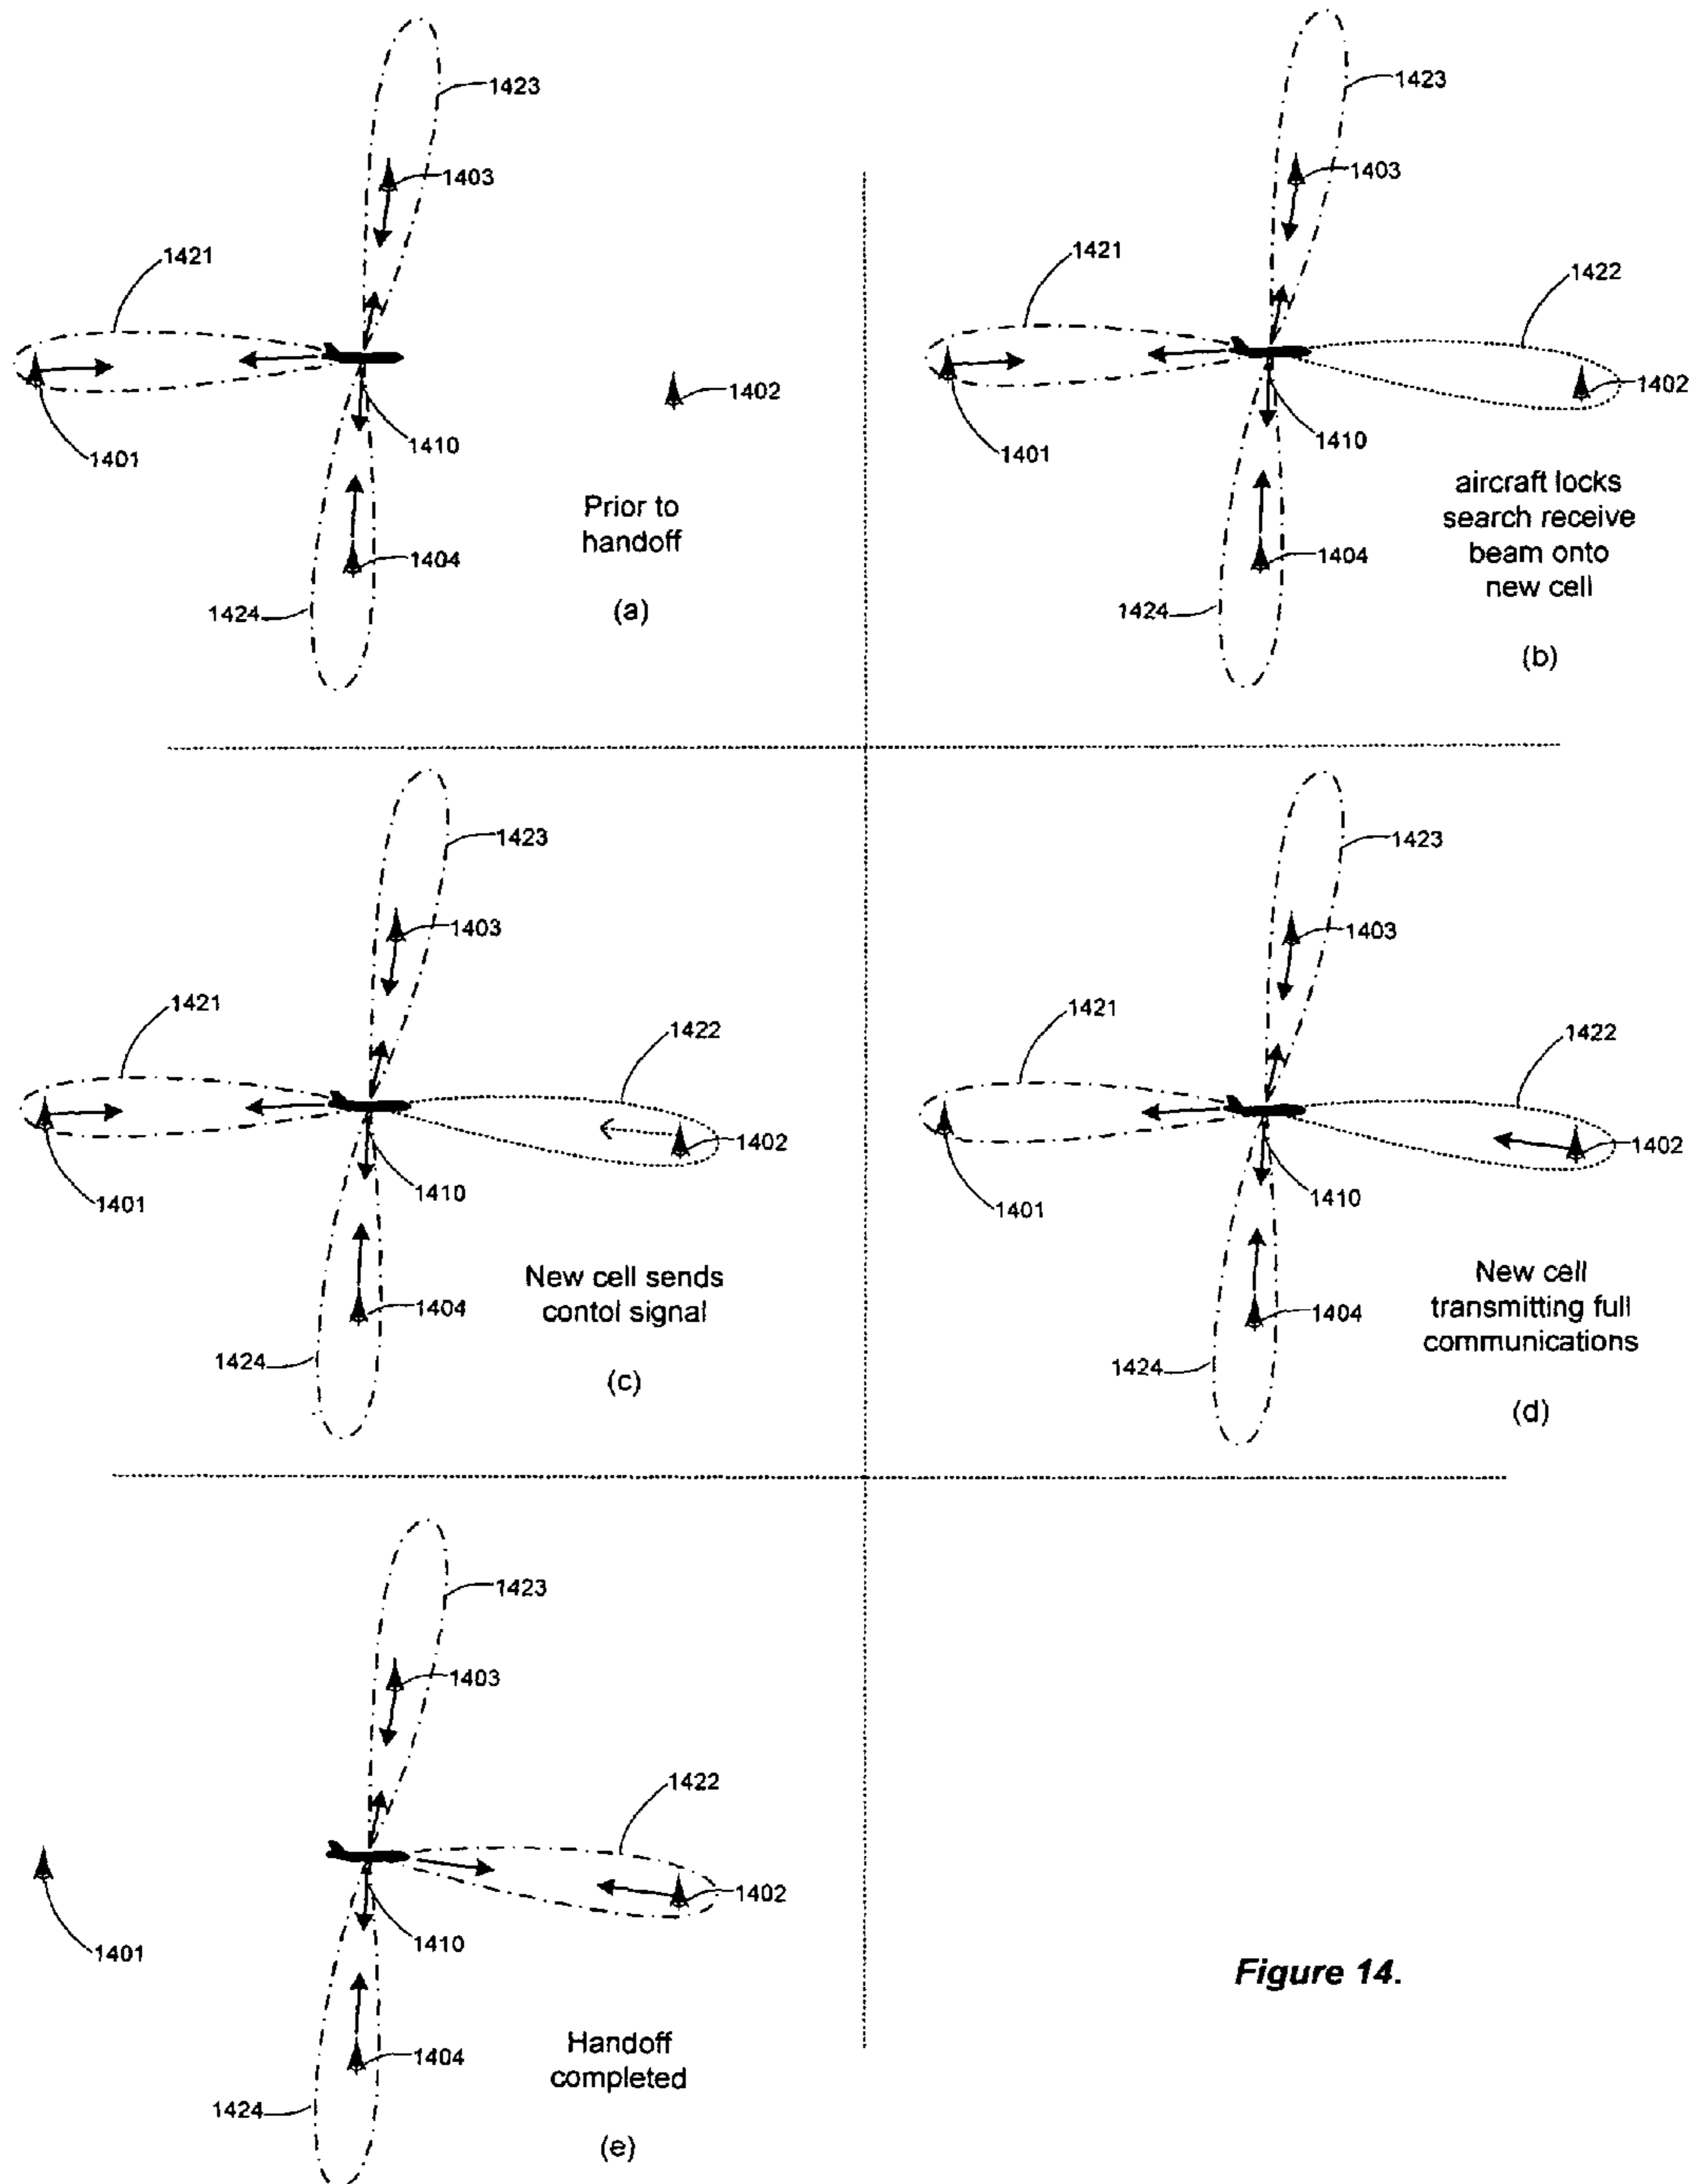 1423
1403
1421
1402
1401
1410
Prior to
handoff
1404
1424
(a)
1423
1403
1421
1422
1402
1401
1410
aircraft locks
search receive
beam onto
new cell
1404
1424
(b)
1423
1403
1421
1422
1402
1401
1410
New cell sends
contol signal
1404
1424
(c)
1423
1403
1421
1422
1402
1401
1410
New cell
transmitting full
communications
1404
1424
(d)
1423
1403
1422
1402
1401
1410
Handoff
completed
1404
1424
(e)
Figure 14.